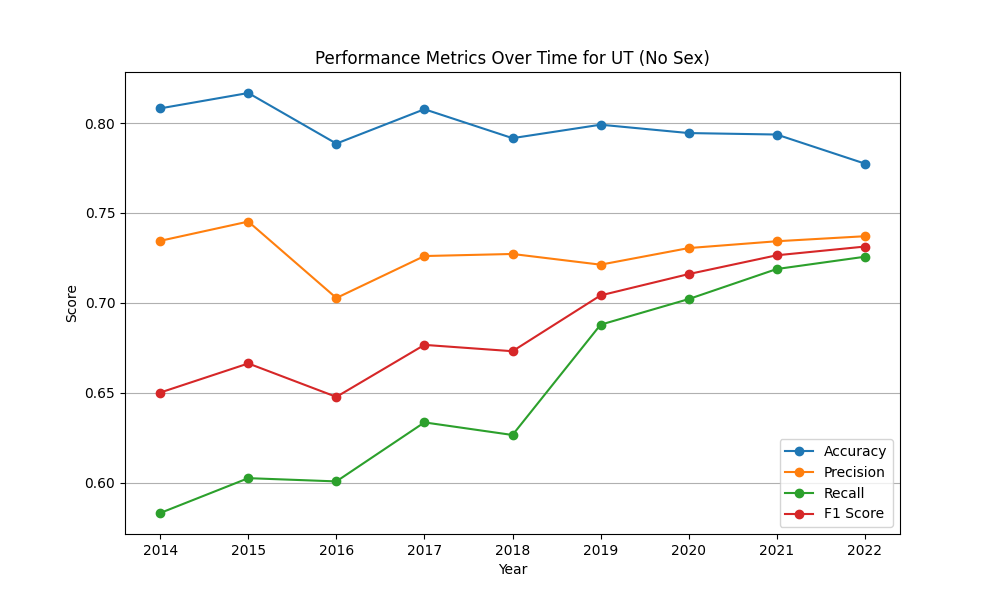 Performance Metrics Over Time for UT (No Sex)
Score
0.80
0.75
0.70
0.65
0.60
2014 2015 2016 2017 2018 2019 2020 2021 2022
Year
Accuracy
Precision
Recall
F1 Score